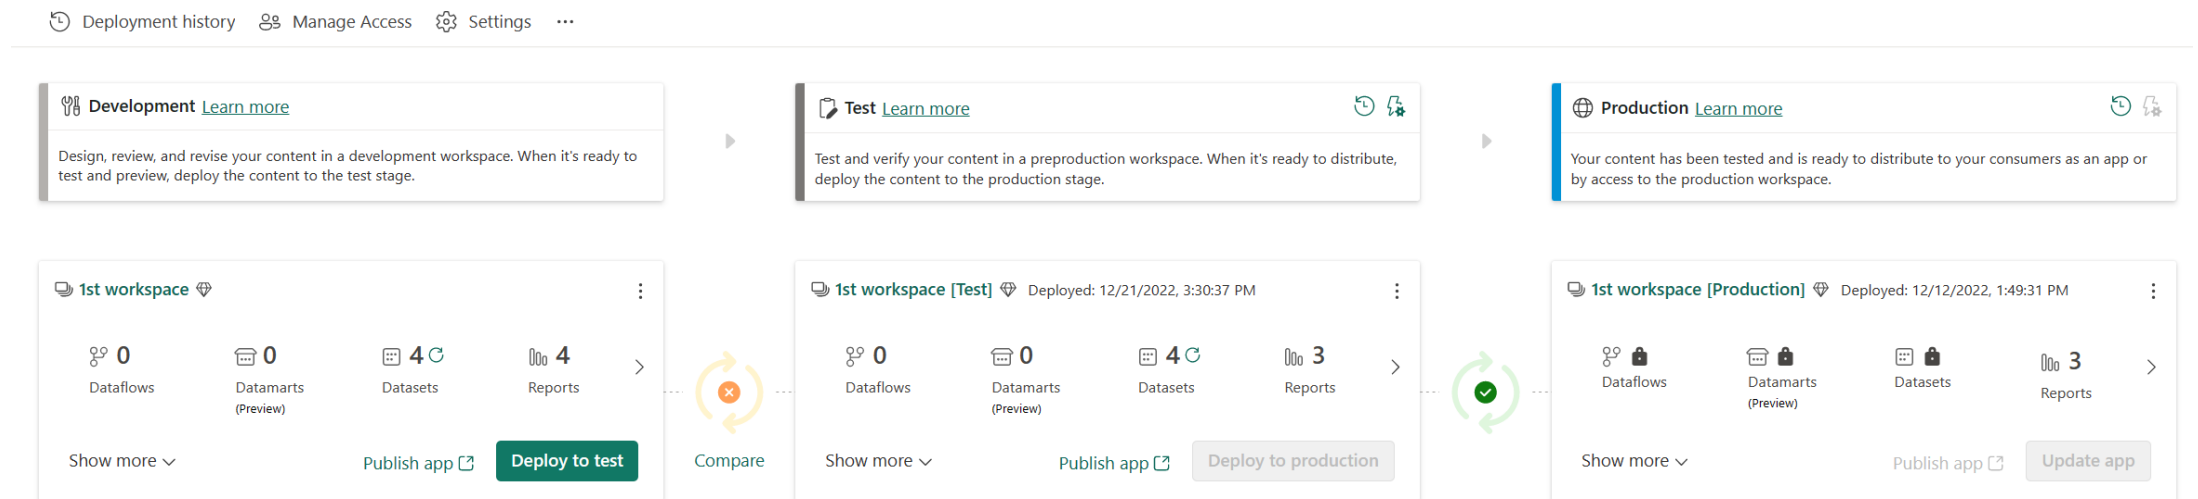 Deployment history Manage Access Settings ...
Development Learn more
Design, review, and revise your content in a development workspace. When it's ready to
test and preview, deploy the content to the test stage.
Test Learn more
Test and verify your content in a preproduction workspace. When it's ready to distribute,
deploy the content to the production stage.
Production Learn more
Your content has been tested and is ready to distribute to your consumers as an app or
by access to the production workspace.
1st workspace
0 0 4 4
Dataflows Datamarts Datasets Reports
(Preview)
Show more Publish app Deploy to test
Compare
1st workspace [Test] Deployed: 12/21/2022, 3:30:37 PM
0 0 4 3
Dataflows Datamarts Datasets Reports
(Preview)
Show more Publish app Deploy to production
1st workspace [Production] Deployed: 12/12/2022, 1:49:31 PM
3
Dataflows Datamarts Datasets Reports
(Preview)
Show more Publish app Update app